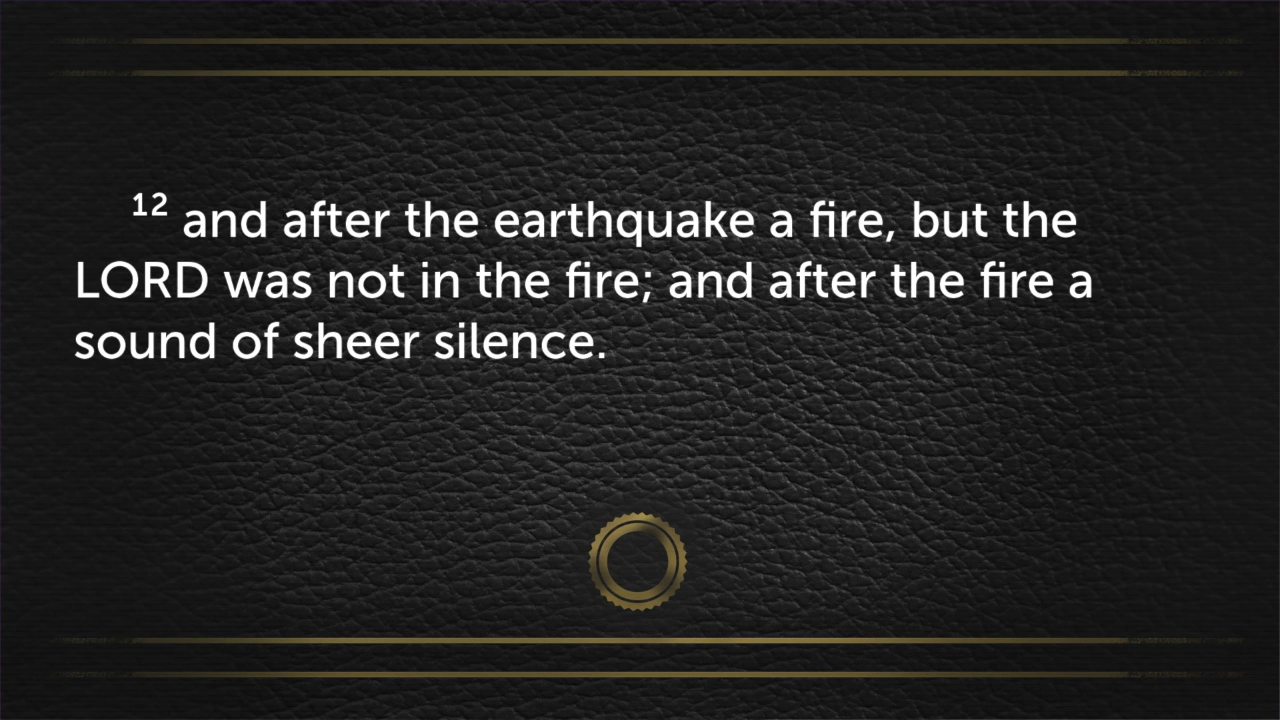 12 and after the earthquake a fire, but the
LORD was not in the fire; and after the fire a
sound of sheer silence.